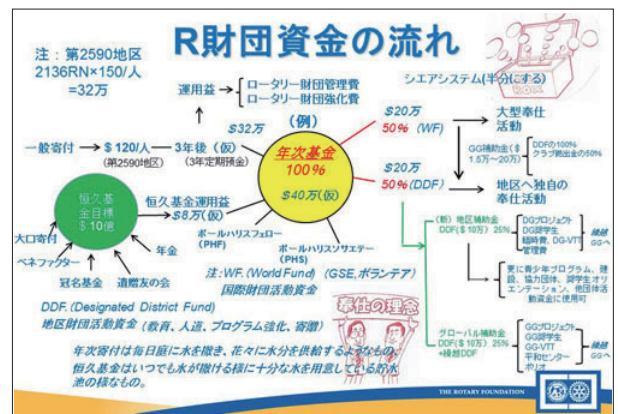 R財団資金の流れ
注：第2590地区
2136RN×150/人
=32万
運用益
ロータリー財団管理費
ロータリー財団強化費
シエアシステム(半分にする)
BOX
$32万
(例)
年次基金
100%
$40万(仮)
一般寄付
$120/人
(第2590地区)
3年後(仮)
(3年定期預金)
$20万
50% (WF)
大型奉仕
活動
GG補助金($
1.5万～20万)
DDFの100%
クラブ拠出金の50%
$20万
50%(DDF)
地区へ独自の
奉仕活動
恒久基
金目標
$10億
恒久基金運用益
$8万(仮)
大口寄付
ベネファクター
冠名基金
遺贈友の会
年金
ポールハリスフェロー
(PHF)
ポールハリスソサエテー
(PHS)
(新)地区補助金
DDF($10万) 25%
DGプロジェクト
DG奨学生
臨時費、DG-VTT
管理費
繰越
GGへ
更に青少年プログラム、建
設、協力団体、奨学生オリ
エンテーション、他団体活
動資金に使用可
注:WF.(World Fund) (GSE,ボランテア)
国際財団活動資金
DDF.(Designated District Fund)
地区財団活動資金(教育、人道、プログラム強化、寄贈)
奉仕の理念
グローバル補助金
DDF($10万) 25%
+繰越DDF
GGプロジェクト
GG奨学生
GG-VTT
平和センター
ポリオ
繰越
GGへ
年次寄付は毎日庭に水を撒き、花々に水分を供給するようなもの。
恒久基金はいつでも水が撒ける様に十分な水を用意している貯水
池の様なもの。
THE ROTARY FOUNDATION